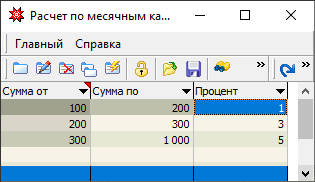 Расчет по месячным ка...
Главный Справка
» »
Сумма от Сумма по Процент
100 200 1
200 300 3
300 1 000 5